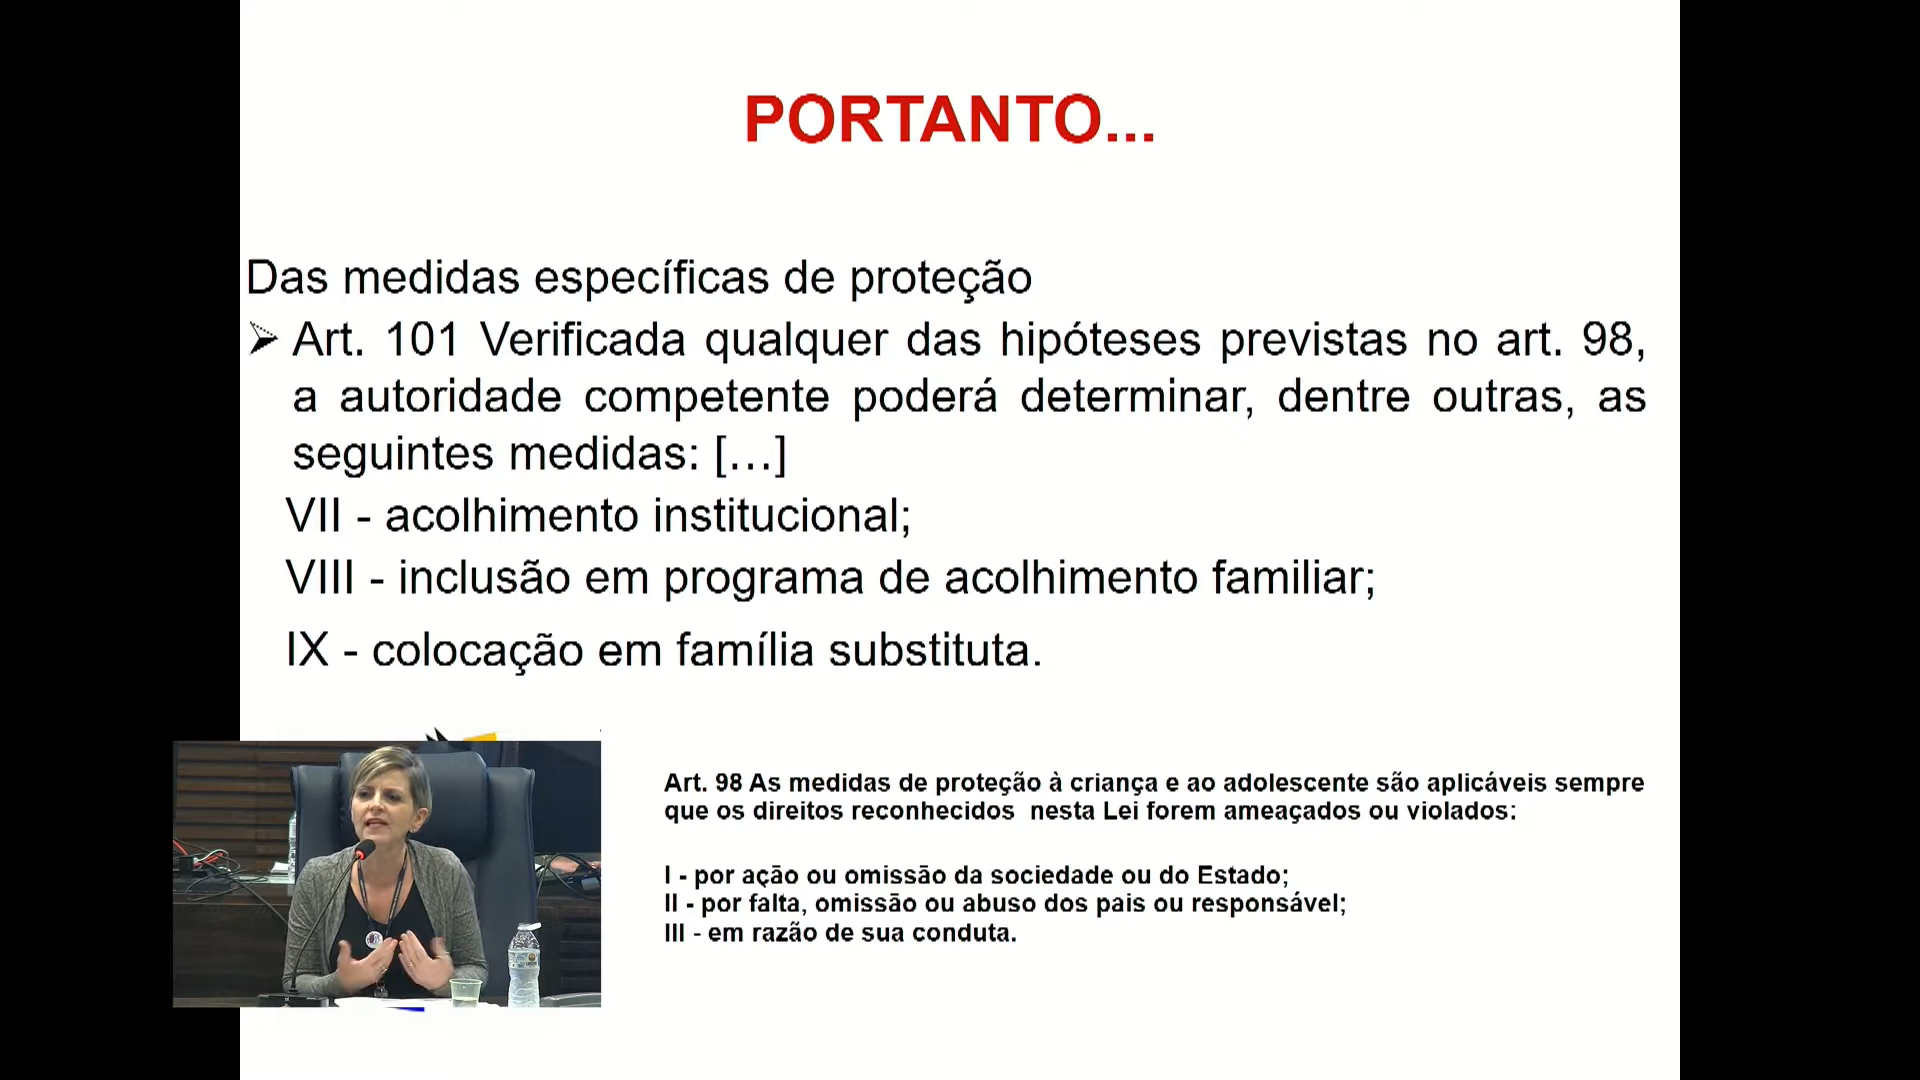 PORTANTO...
Das medidas específicas de proteção
Art. 101 Verificada qualquer das hipóteses previstas no art. 98,
a autoridade competente poderá determinar, dentre outras, as
seguintes medidas: [...]
VII - acolhimento institucional;
VIII - inclusão em programa de acolhimento familiar;
IX - colocação em família substituta.
Art. 98 As medidas de proteção à criança e ao adolescente são aplicáveis sempre
que os direitos reconhecidos nesta Lei forem ameaçados ou violados:
I - por ação ou omissão da sociedade ou do Estado;
II - por falta, omissão ou abuso dos pais ou responsável;
III - em razão de sua conduta.